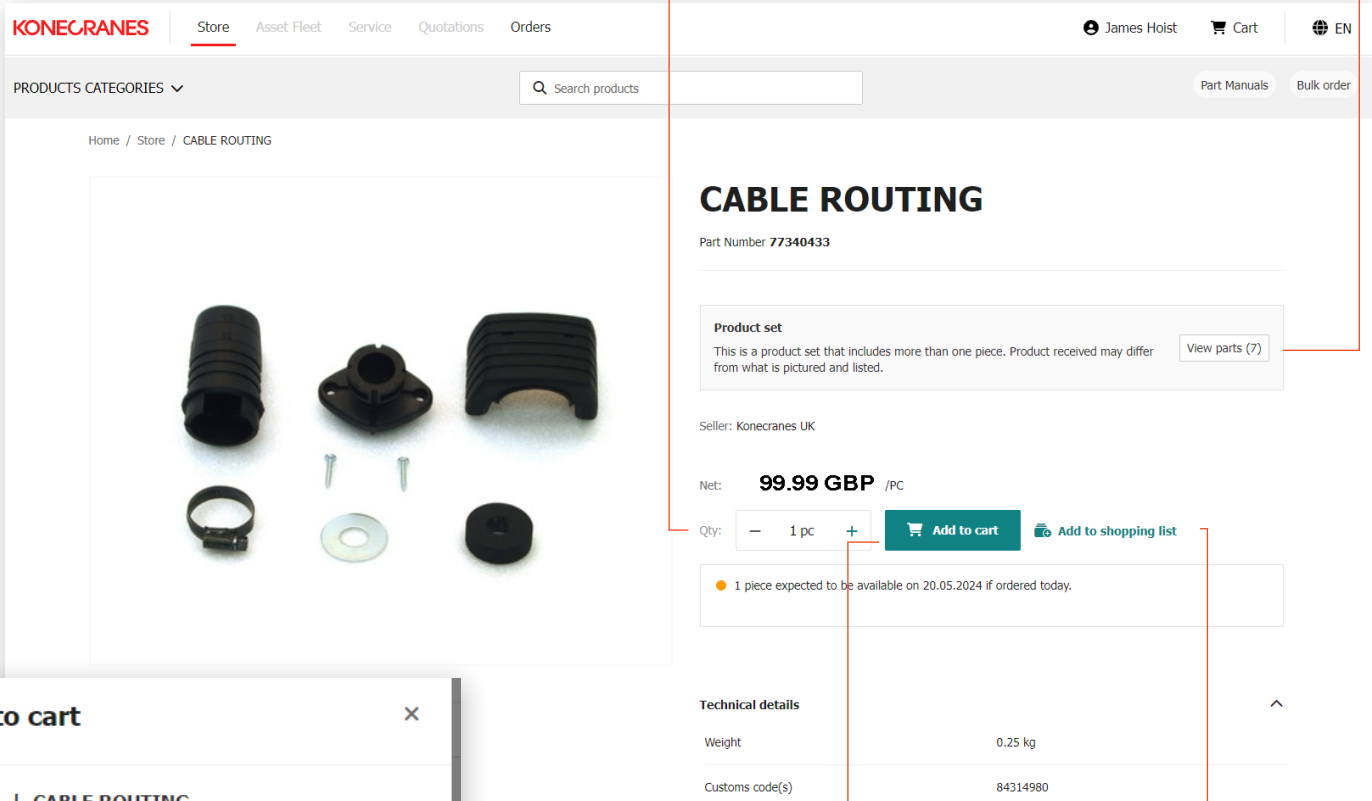 KONECRANES Store Asset Fleet Service Quotations Orders James Hoist Cart EN
PRODUCTS CATEGORIES Search products Part Manuals Bulk order
Home / Store / CABLE ROUTING
CABLE ROUTING
Part Number 77340433
Product set
This is a product set that includes more than one piece. Product received may differ
from what is pictured and listed.
View parts (7)
Seller: Konecranes UK
Net: 99.99 GBP /PC
Qty: − 1 pc + Add to cart Add to shopping list
1 piece expected to be available on 20.05.2024 if ordered today.
Technical details
Weight 0.25 kg
Customs code(s) 84314980
to cart ×
CABLE ROUTING